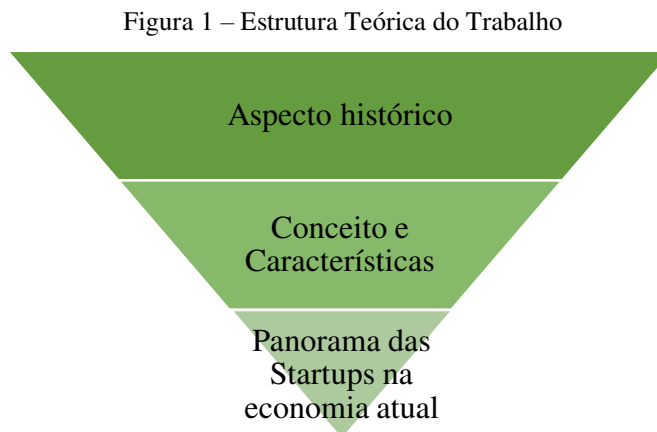 Figura 1 – Estrutura Teórica do Trabalho
Aspecto histórico
Conceito e
Características
Panorama das
Startups na
economia atual